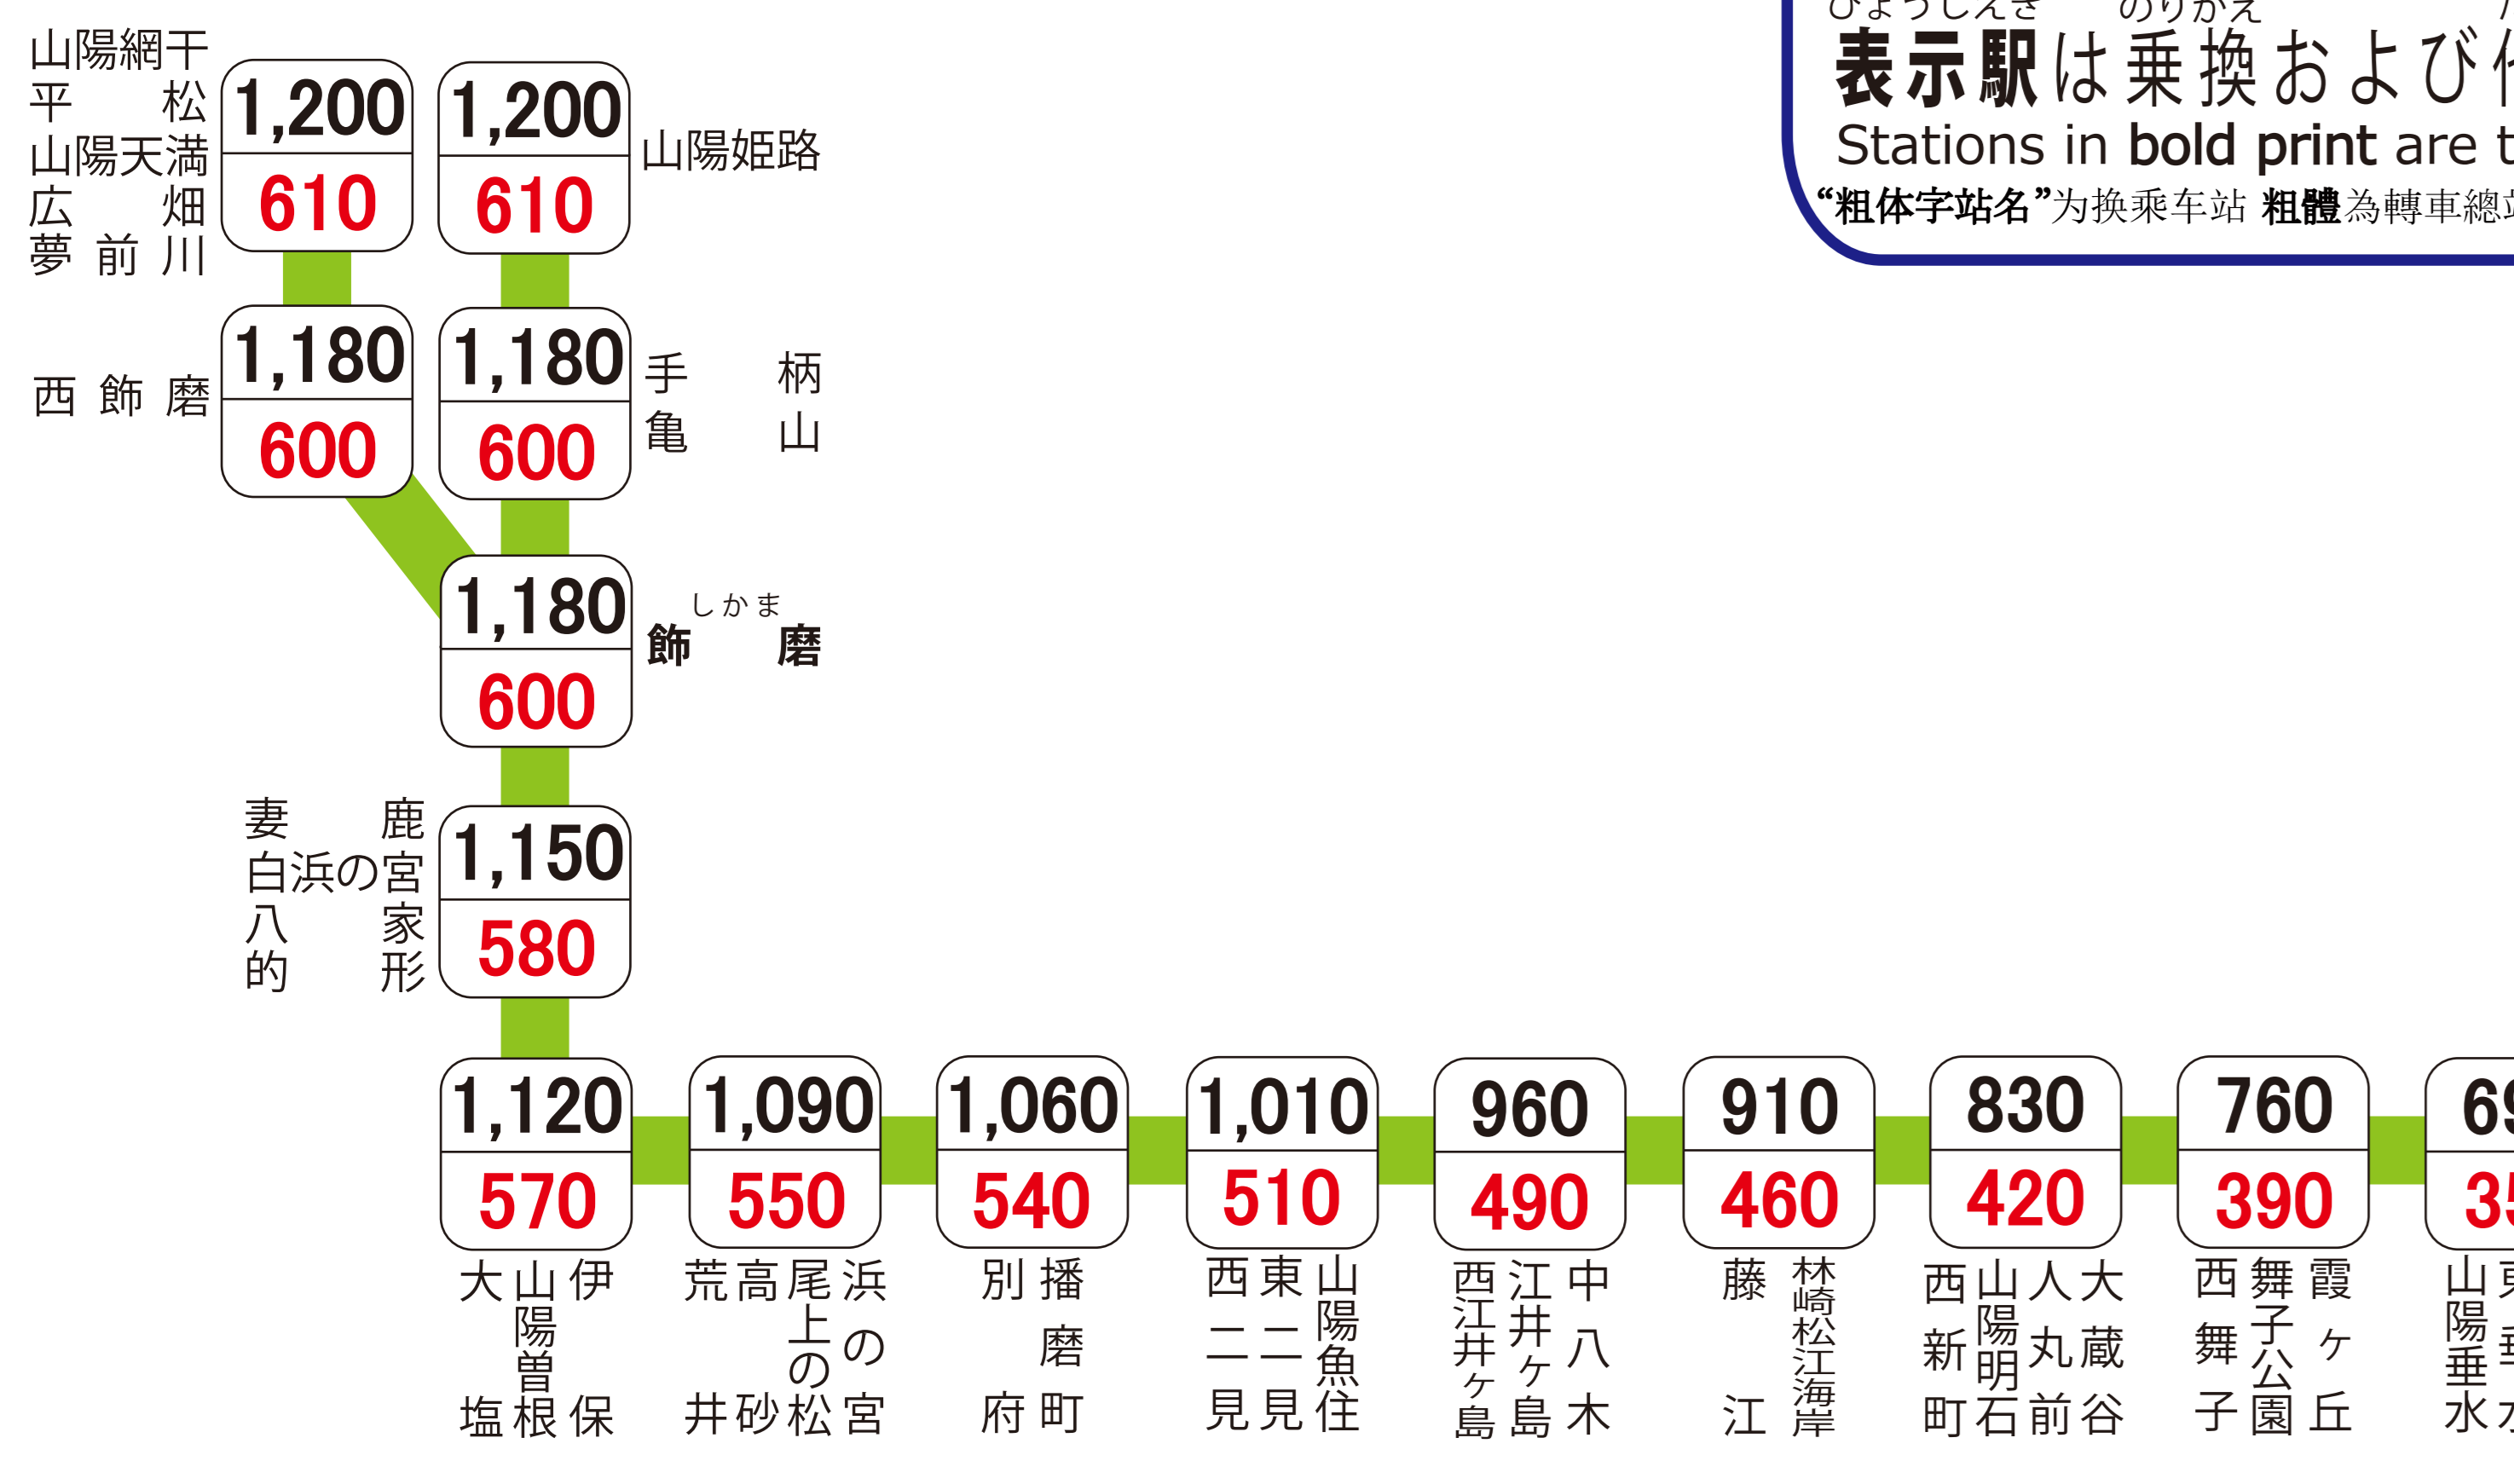 表示駅は乗換および
Stations in bold print are
“粗体字站名”为换乘车站 粗體為轉車總
山陽網干
平松
山陽天満
広畑
夢前川
1,200
610
1,200
610
山陽姫路
西飾磨
1,180
600
1,180
600
手柄
亀山
1,180
600
しかま
飾磨
妻鹿
白浜の宮
八家
的形
1,150
580
1,120
570
大塩
山陽曽根
伊保
1,090
550
荒井
高砂
尾上の松
浜の宮
1,060
540
別府
播磨町
1,010
510
西二見
東二見
山陽魚住
960
490
西江井ヶ島
江井ヶ島
中八木
910
460
藤江
林崎松江海岸
830
420
西新町
山陽明石
人丸前
大蔵谷
760
390
西舞子
舞子公園
霞ヶ丘
山陽垂水